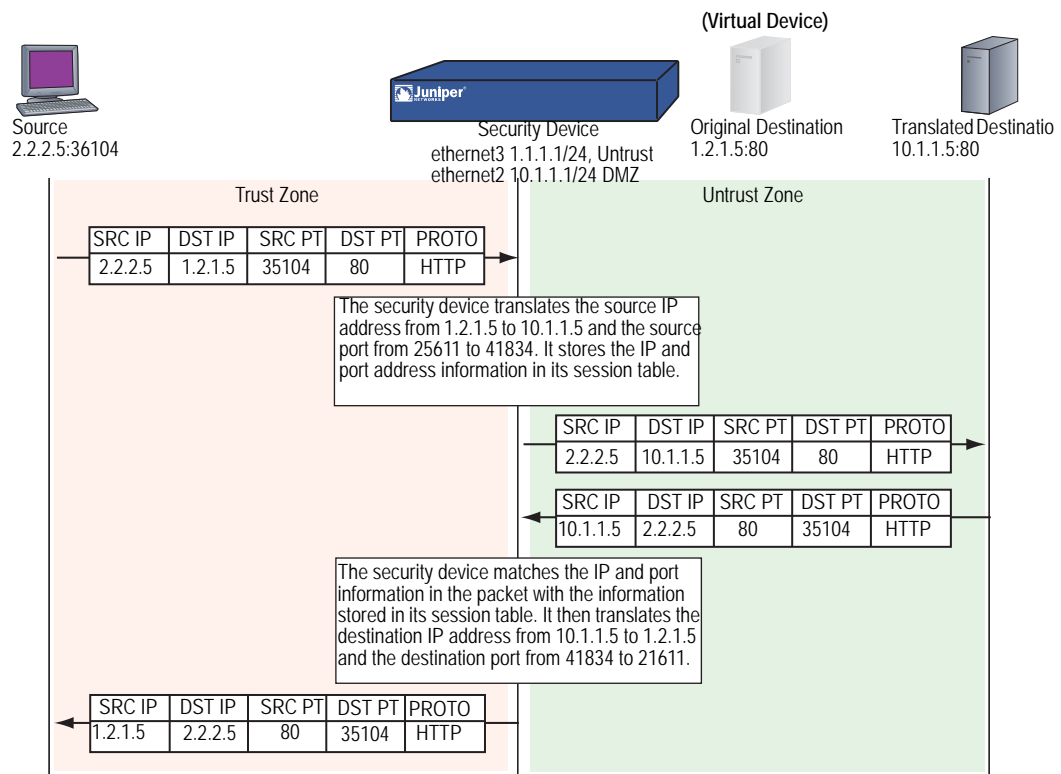 (Virtual Device)
Juniper
NETWORKS
Source
2.2.2.5:36104
Security Device
ethernet3 1.1.1.1/24, Untrust
ethernet2 10.1.1.1/24 DMZ
Original Destination
1.2.1.5:80
Translated Destinatio
10.1.1.5:80
Trust Zone
Untrust Zone
SRC IP DST IP SRC PT DST PT PROTO
2.2.2.5 1.2.1.5 35104 80 HTTP
The security device translates the source IP
address from 1.2.1.5 to 10.1.1.5 and the source
port from 25611 to 41834. It stores the IP and
port address information in its session table.
SRC IP DST IP SRC PT DST PT PROTO
2.2.2.5 10.1.1.5 35104 80 HTTP
SRC IP DST IP SRC PT DST PT PROTO
10.1.1.5 2.2.2.5 80 35104 HTTP
The security device matches the IP and port
information in the packet with the information
stored in its session table. It then translates the
destination IP address from 10.1.1.5 to 1.2.1.5
and the destination port from 41834 to 21611.
SRC IP DST IP SRC PT DST PT PROTO
1.2.1.5 2.2.2.5 80 35104 HTTP